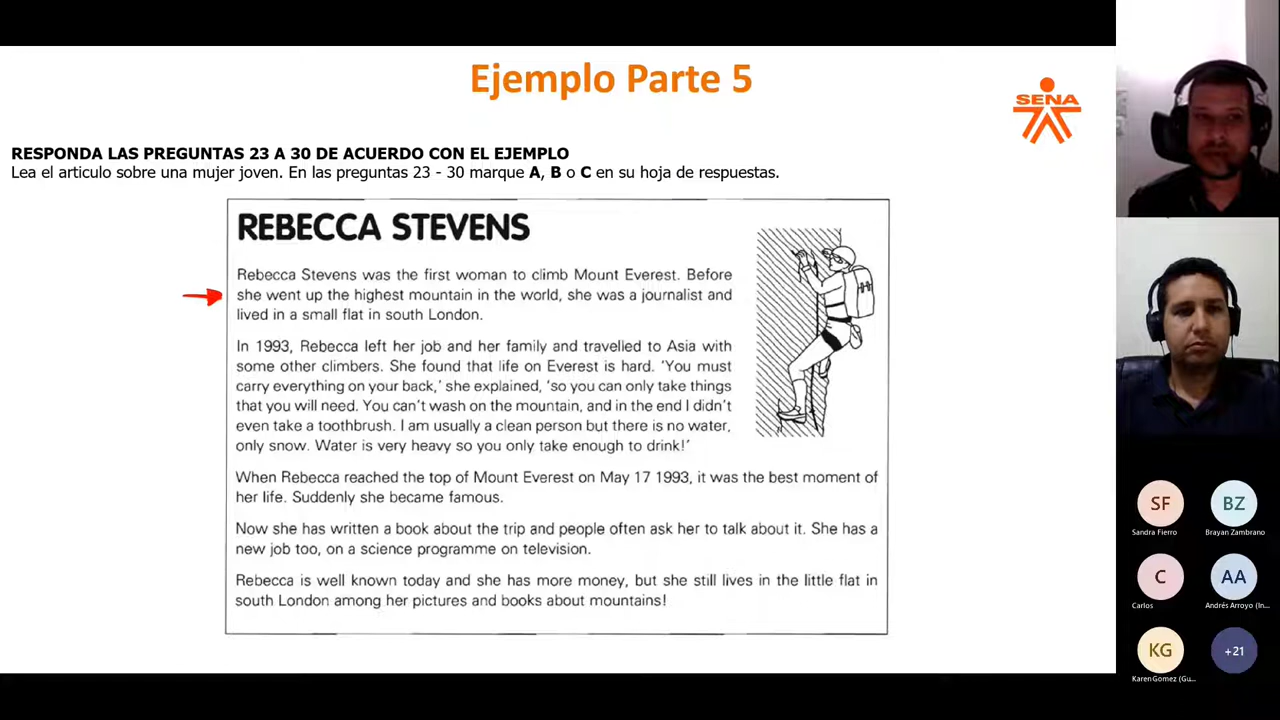 Ejemplo Parte 5
SENA
RESPONDA LAS PREGUNTAS 23 A 30 DE ACUERDO CON EL EJEMPLO
Lea el articulo sobre una mujer joven. En las preguntas 23 - 30 marque A, B o C en su hoja de respuestas.
REBECCA STEVENS
Rebecca Stevens was the first woman to climb Mount Everest. Before
she went up the highest mountain in the world, she was a journalist and
lived in a small flat in south London.
In 1993, Rebecca left her job and her family and travelled to Asia with
some other climbers. She found that life on Everest is hard. 'You must
carry everything on your back,' she explained, 'so you can only take things
that you will need. You can't wash on the mountain, and in the end I didn't
even take a toothbrush. I am usually a clean person but there is no water,
only snow. Water is very heavy so you only take enough to drink!'
When Rebecca reached the top of Mount Everest on May 17 1993, it was the best moment of
her life. Suddenly she became famous.
Now she has written a book about the trip and people often ask her to talk about it. She has a
new job too, on a science programme on television.
Rebecca is well known today and she has more money, but she still lives in the little flat in
south London among her pictures and books about mountains!
SF
Sandra Fierro
BZ
Brayan Zambrano
C
Carlos
AA
Andrés Arroyo (In...
KG
Karen Gomez (Gu...
+21